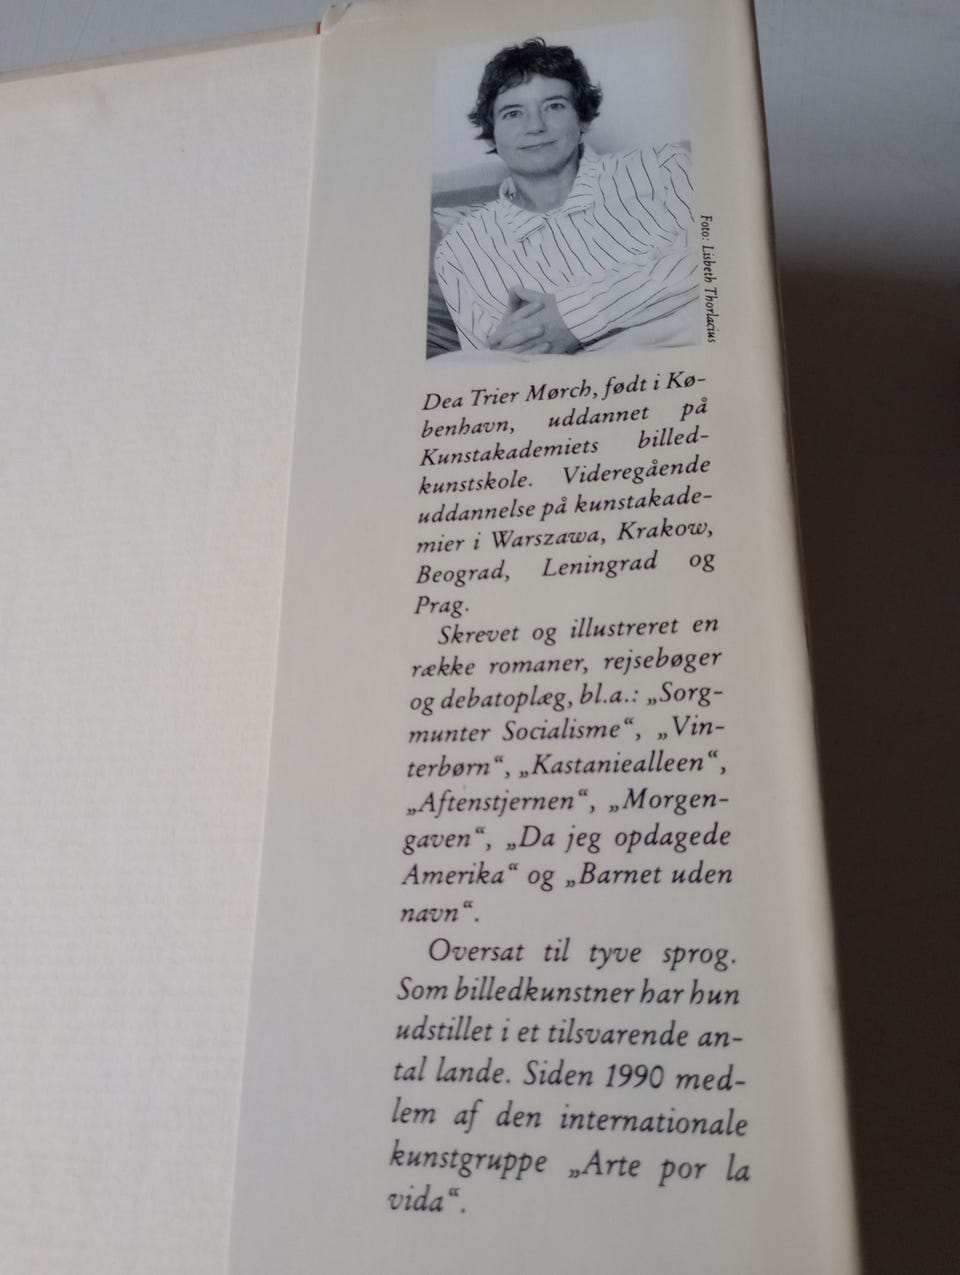 Foto: Lisbeth Thorlacius
Dea Trier Mørch, født i Kø-
benhavn, uddannet på
Kunstakademiets billed-
kunstskole. Videregående
uddannelse på kunstakade-
mier i Warszawa, Krakow,
Beograd, Leningrad og
Prag.
Skrevet og illustreret en
række romaner, rejsebøger
og debatoplæg, bl.a.: „Sorg-
munter Socialisme“, „Vin-
terbørn“, „Kastaniealleen“,
„Aftenstjernen“, „Morgen-
gaven“, „Da jeg opdagede
Amerika“ og „Barnet uden
navn“.
Oversat til tyve sprog.
Som billedkunstner har hun
udstillet i et tilsvarende an-
tal lande. Siden 1990 med-
lem af den internationale
kunstgruppe „Arte por la
vida“.